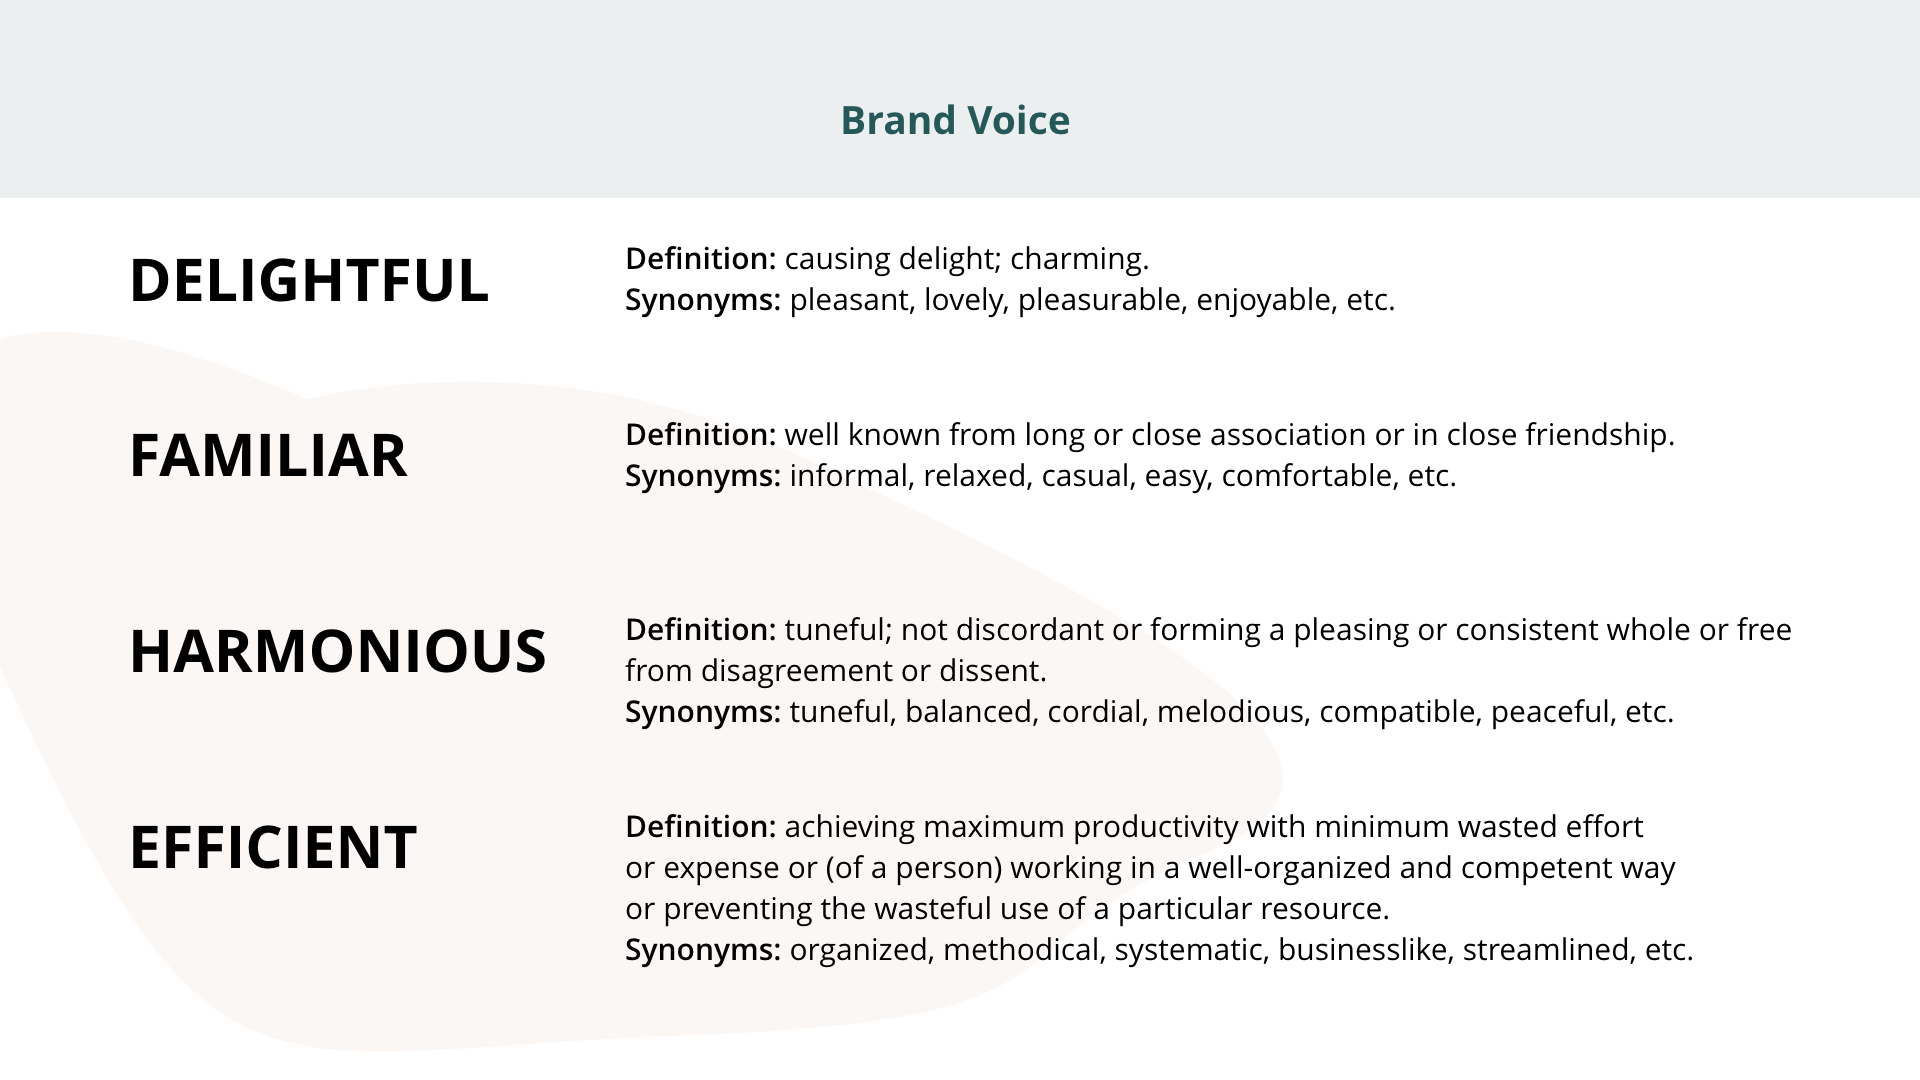 Brand Voice
DELIGHTFUL
Definition: causing delight; charming.
Synonyms: pleasant, lovely, pleasurable, enjoyable, etc.
FAMILIAR
Definition: well known from long or close association or in close friendship.
Synonyms: informal, relaxed, casual, easy, comfortable, etc.
HARMONIOUS
Definition: tuneful; not discordant or forming a pleasing or consistent whole or free
from disagreement or dissent.
Synonyms: tuneful, balanced, cordial, melodious, compatible, peaceful, etc.
EFFICIENT
Definition: achieving maximum productivity with minimum wasted effort
or expense or (of a person) working in a well-organized and competent way
or preventing the wasteful use of a particular resource.
Synonyms: organized, methodical, systematic, businesslike, streamlined, etc.